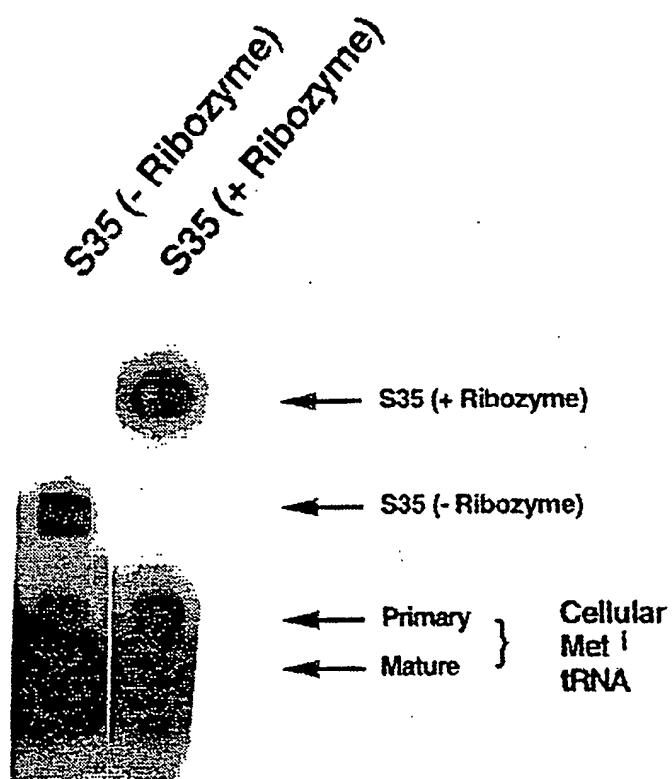 S35 (- Ribozyme)
S35 (+ Ribozyme)
S35 (+ Ribozyme)
S35 (- Ribozyme)
Primary
Mature
}
Cellular
Met i
tRNA